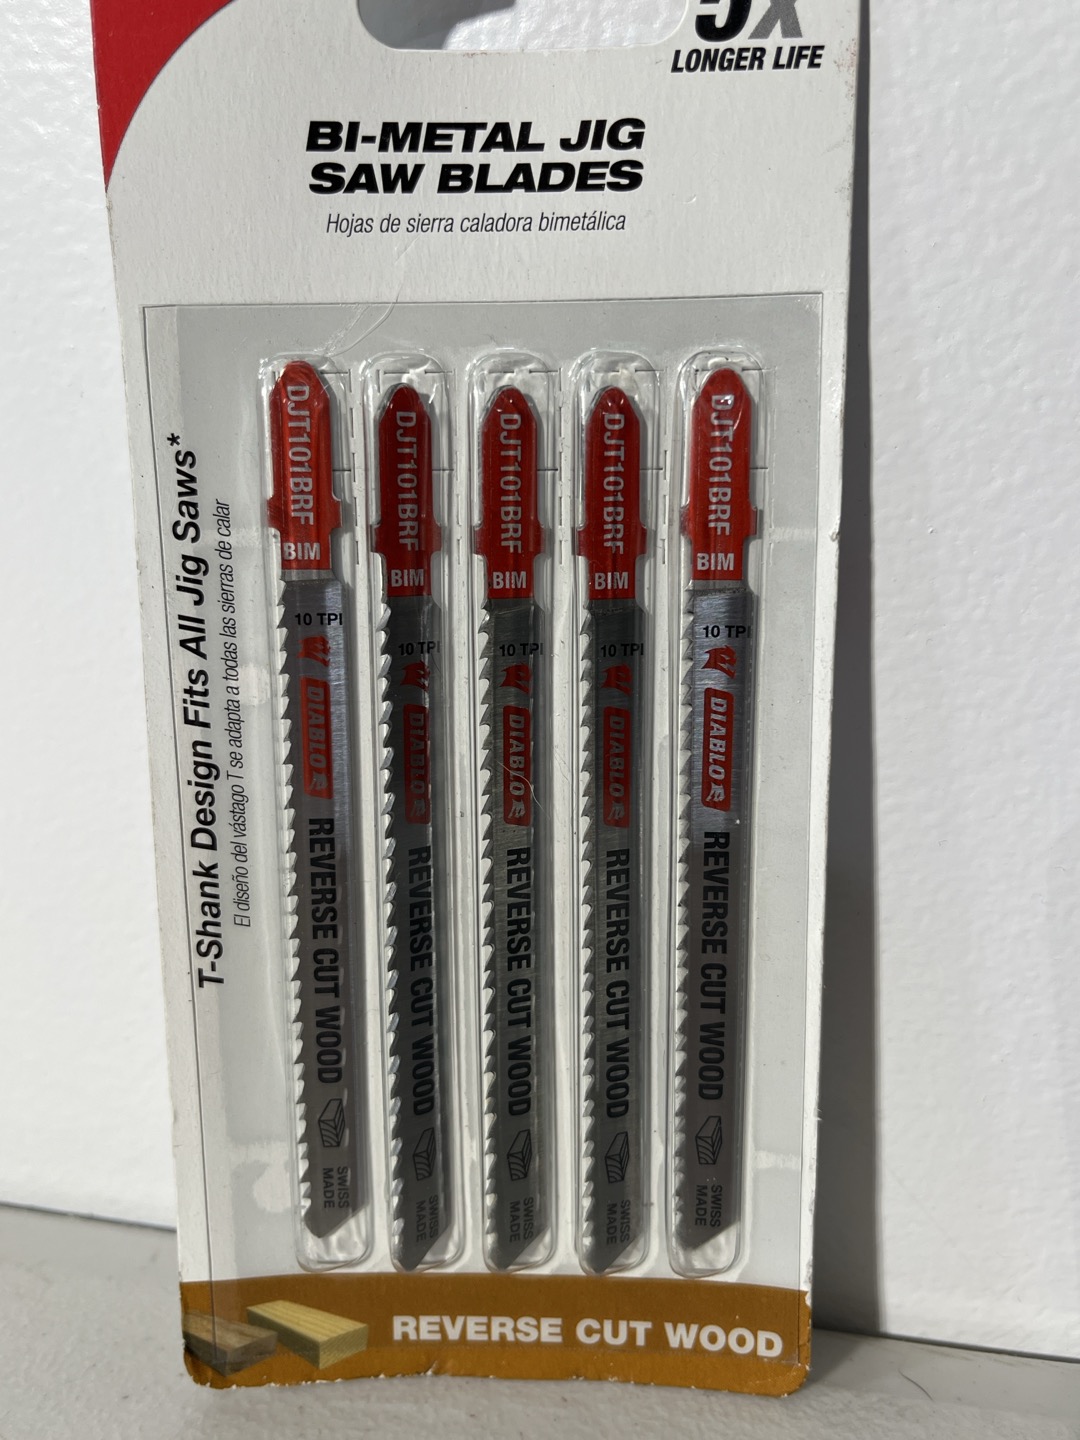 5X
LONGER LIFE
BI-METAL JIG
SAW BLADES
Hojas de sierra caladora bimetálica
T-Shank Design Fits All Jig Saws*
El diseño del vástago T se adapta a todas las sierras de calar
DJT101BRF
BIM
10 TPI
DIABLO
REVERSE CUT WOOD
SWISS
MADE
DJT101BRF
BIM
10 TPI
DIABLO
REVERSE CUT WOOD
SWISS
MADE
DJT101BRF
BIM
10 TPI
DIABLO
REVERSE CUT WOOD
SWISS
MADE
DJT101BRF
BIM
10 TPI
DIABLO
REVERSE CUT WOOD
SWISS
MADE
DJT101BRF
BIM
10 TPI
DIABLO
REVERSE CUT WOOD
SWISS
MADE
REVERSE CUT WOOD